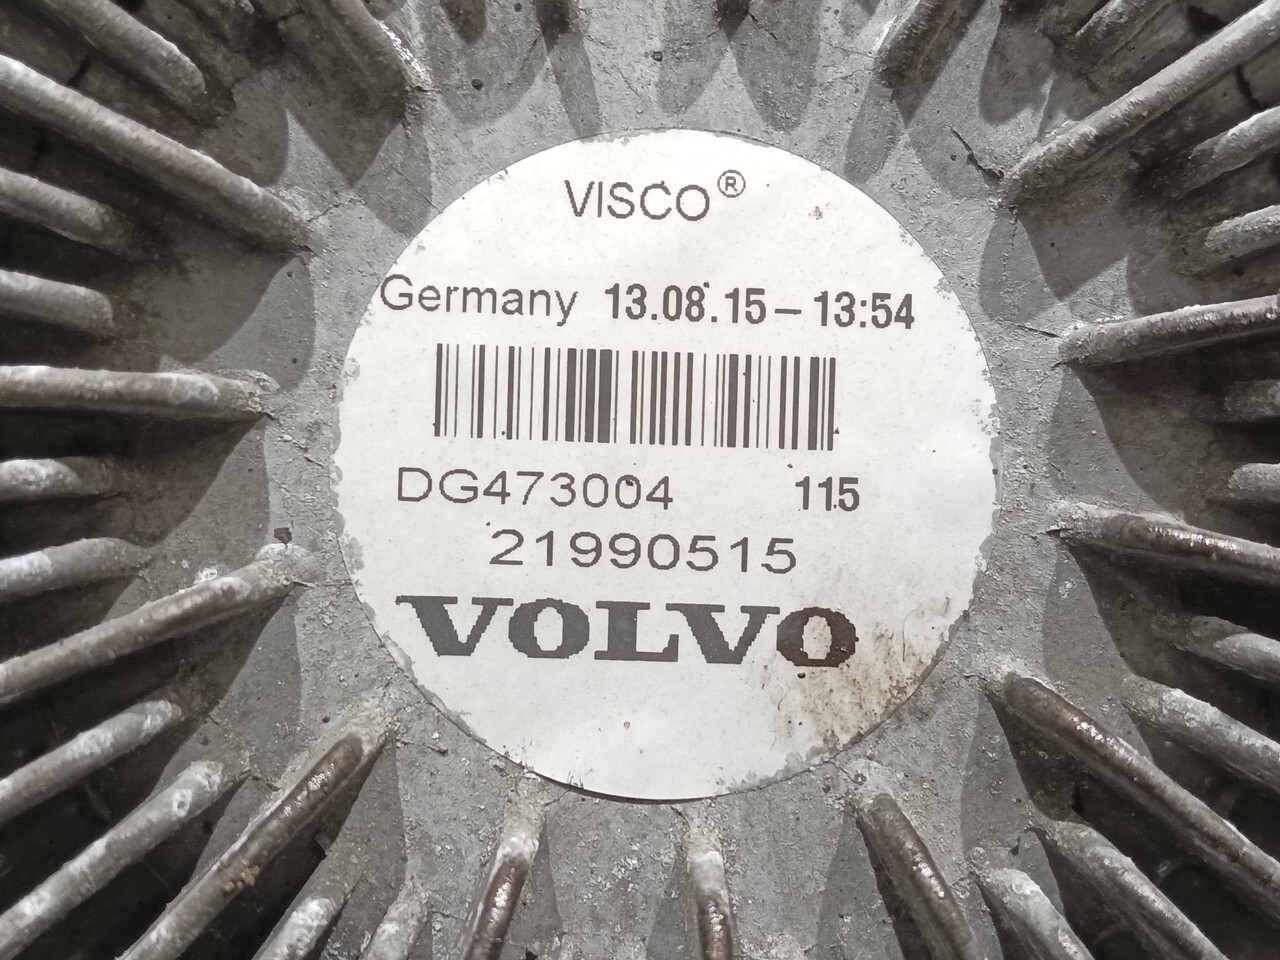 VISCO®
Germany 13.08.15–13:54
DG473004 115
21990515
VOLVO